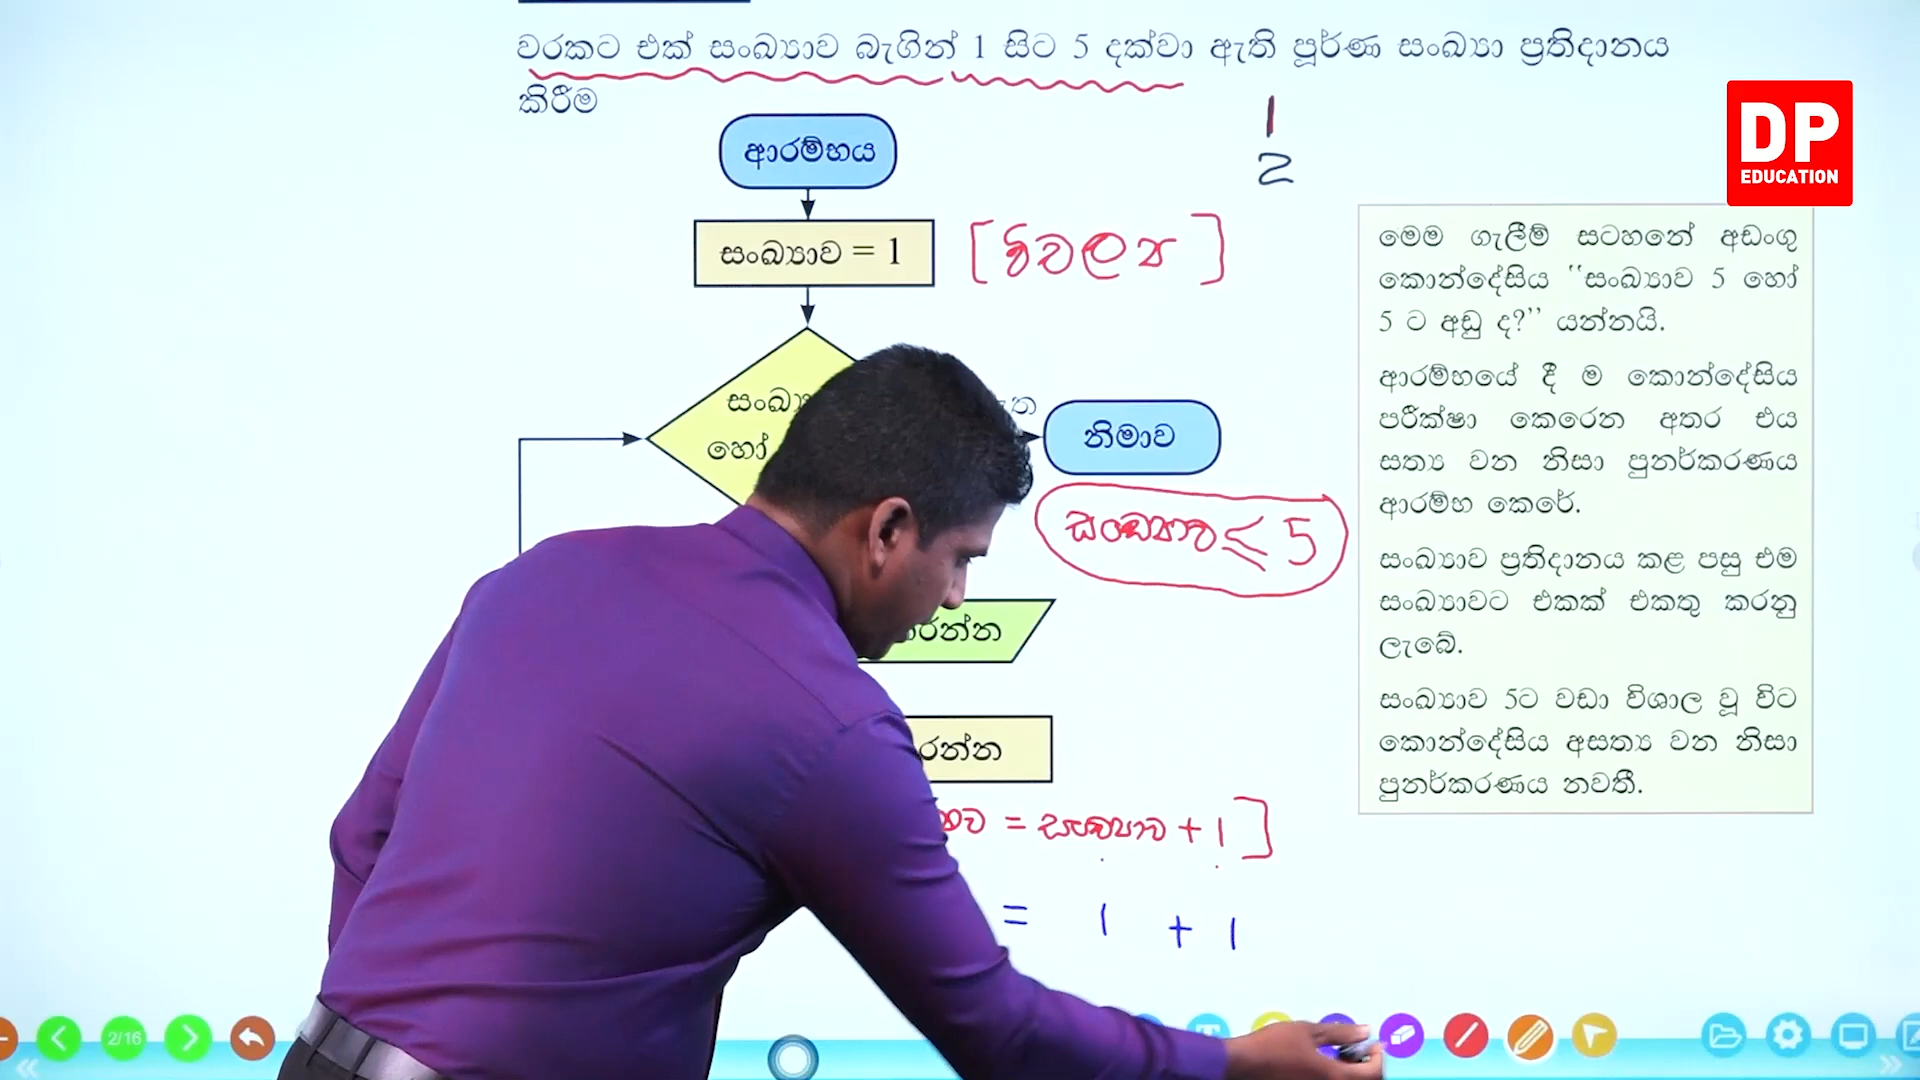 වරකට එක් සංඛ්‍යාව බැගින් 1 සිට 5 දක්වා ඇති පූර්ණ සංඛ්‍යා ප්‍රතිදානය
කිරීම
1
2
DP
EDUCATION
ආරම්භය
සංඛ්‍යාව = 1
[විචල්‍ය]
හෝ
නිමාව
සංඛ්‍යාව ≤ 5
= සංඛ්‍යාව + 1]
= 1 + 1
මෙම ගැලීම් සටහනේ අඩංගු
කොන්දේසිය "සංඛ්‍යාව 5 හෝ
5 ට අඩු ද?" යන්නයි.
ආරම්භයේ දී ම කොන්දේසිය
පරීක්ෂා කෙරෙන අතර එය
සත්‍ය වන නිසා පුනර්කරණය
ආරම්භ කෙරේ.
සංඛ්‍යාව ප්‍රතිදානය කළ පසු එම
සංඛ්‍යාවට එකක් එකතු කරනු
ලැබේ.
සංඛ්‍යාව 5ට වඩා විශාල වූ විට
කොන්දේසිය අසත්‍ය වන නිසා
පුනර්කරණය නවතී.
2/16